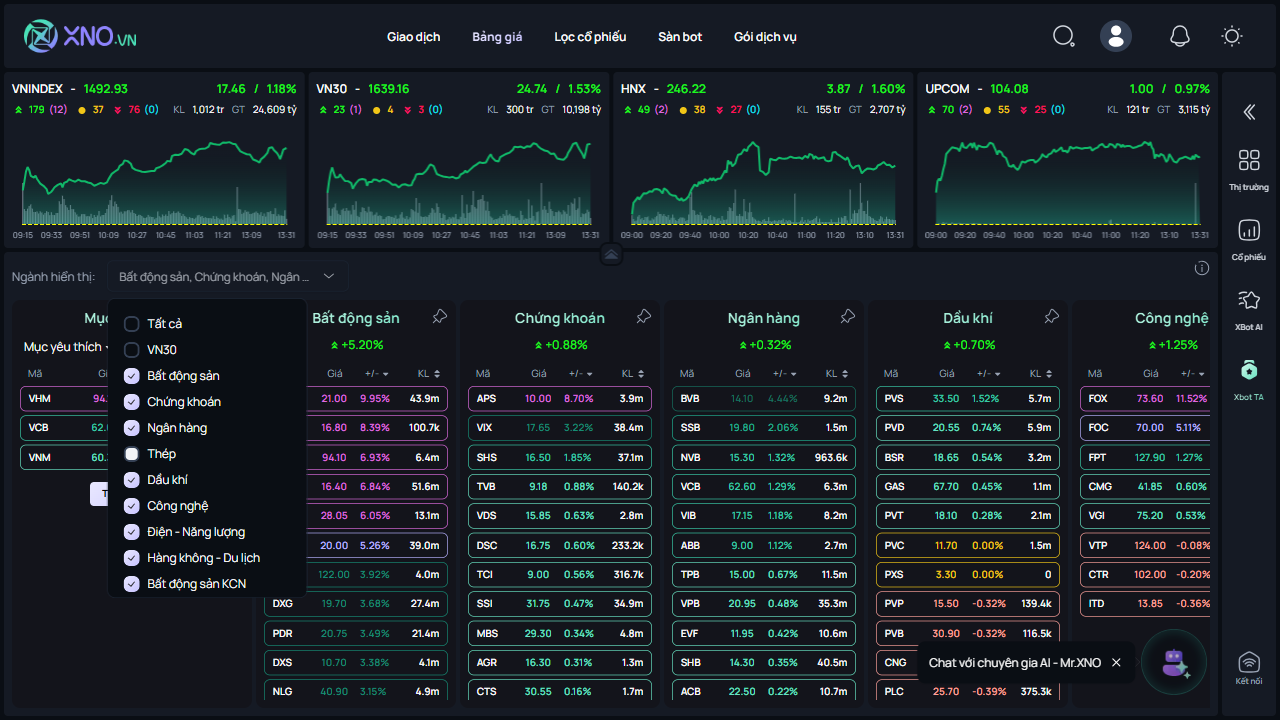 XNO.VN
Giao dịch Bảng giá Lọc cổ phiếu Sàn bot Gói dịch vụ
VNINDEX - 1492.93 17.46 / 1.18%
179 (12) 37 76 (0) KL 1,012 tr GT 24,609 tỷ
09:15 09:33 09:51 10:09 10:27 10:45 11:03 11:21 13:09 13:31
VN30 - 1639.16 24.74 / 1.53%
23 (1) 4 3 (0) KL 300 tr GT 10,198 tỷ
09:15 09:33 09:51 10:09 10:27 10:45 11:03 11:21 13:09 13:31
HNX - 246.22 3.87 / 1.60%
49 (2) 38 27 (0) KL 155 tr GT 2,707 tỷ
09:00 09:20 09:40 10:00 10:20 10:40 11:00 11:20 13:10 13:31
UPCOM - 104.08 1.00 / 0.97%
70 (2) 55 25 (0) KL 121 tr GT 3,115 tỷ
09:00 09:20 09:40 10:00 10:20 10:40 11:00 11:20 13:10 13:31
Ngành hiển thị: Bất động sản, Chứng khoán, Ngân ...
Tất cả
VN30
Bất động sản
Chứng khoán
Ngân hàng
Thép
Dầu khí
Công nghệ
Điện - Năng lượng
Hàng không - Du lịch
Bất động sản KCN
Mục yêu thích
Mã
VHM
VCB
VNM
Bất động sản
+5.20%
Giá +/- KL
21.00 9.95% 43.9m
16.80 8.39% 100.7k
94.10 6.93% 6.4m
16.40 6.84% 51.6m
28.05 6.05% 13.1m
20.00 5.26% 39.0m
122.00 3.92% 4.0m
DXG 19.70 3.68% 27.4m
PDR 20.75 3.49% 21.4m
DXS 10.70 3.38% 4.1m
NLG 40.90 3.15% 4.9m
Chứng khoán
+0.88%
Mã Giá +/- KL
APS 10.00 8.70% 3.9m
VIX 17.65 3.22% 38.4m
SHS 16.50 1.85% 37.1m
TVB 9.18 0.88% 140.2k
VDS 15.85 0.63% 2.8m
DSC 16.75 0.60% 233.2k
TCI 9.00 0.56% 316.7k
SSI 31.75 0.47% 34.9m
MBS 29.30 0.34% 4.8m
AGR 16.30 0.31% 1.3m
CTS 30.55 0.16% 1.7m
Ngân hàng
+0.32%
Mã Giá +/- KL
BVB 14.10 4.44% 9.2m
SSB 19.80 2.06% 1.5m
NVB 15.30 1.32% 963.6k
VCB 62.60 1.29% 6.3m
VIB 17.15 1.18% 8.2m
ABB 9.00 1.12% 2.7m
TPB 15.00 0.67% 11.5m
VPB 20.95 0.48% 35.3m
EVF 11.95 0.42% 10.6m
SHB 14.30 0.35% 40.5m
ACB 22.50 0.22% 10.7m
Dầu khí
+0.70%
Mã Giá +/- KL
PVS 33.50 1.52% 5.7m
PVD 20.55 0.74% 5.9m
BSR 18.65 0.54% 3.2m
GAS 67.70 0.45% 1.1m
PVT 18.10 0.28% 2.1m
PVC 11.70 0.00% 1.5m
PXS 3.30 0.00% 0
PVP 15.50 -0.32% 139.4k
PVB 30.90 -0.32% 116.5k
CNG
PLC 25.70 -0.39% 375.3k
Công nghệ
+1.25%
Mã Giá +/-
FOX 73.60 11.52%
FOC 70.00 5.11%
FPT 127.90 1.27%
CMG 41.85 0.60%
VGI 75.20 0.53%
VTP 124.00 -0.08%
CTR 102.00 -0.20%
ITD 13.85 -0.36%
Chat với chuyên gia AI - Mr.XNO
Thị trường
Cổ phiếu
XBot AI
Xbot TA
Kết nối